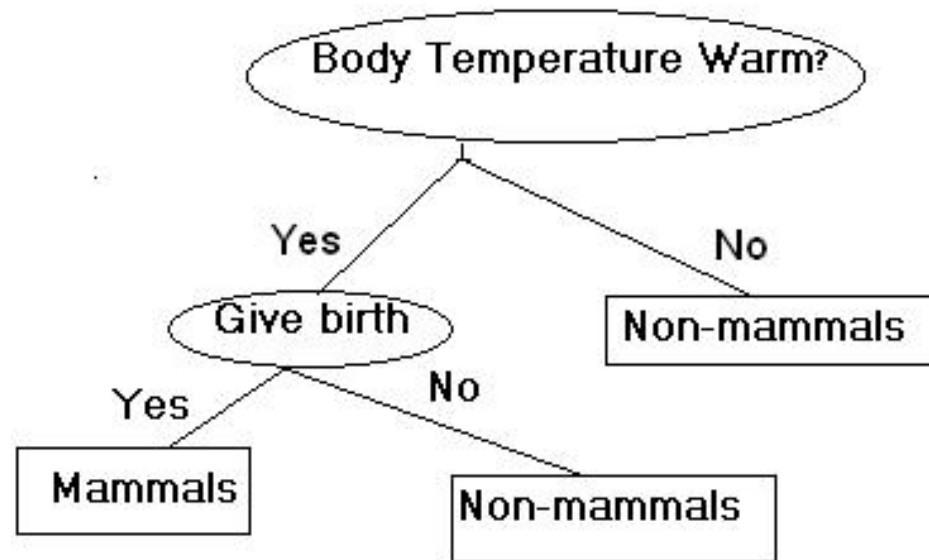 Body Temperature Warm?
Yes
No
Give birth
Non-mammals
Yes
No
Mammals
Non-mammals